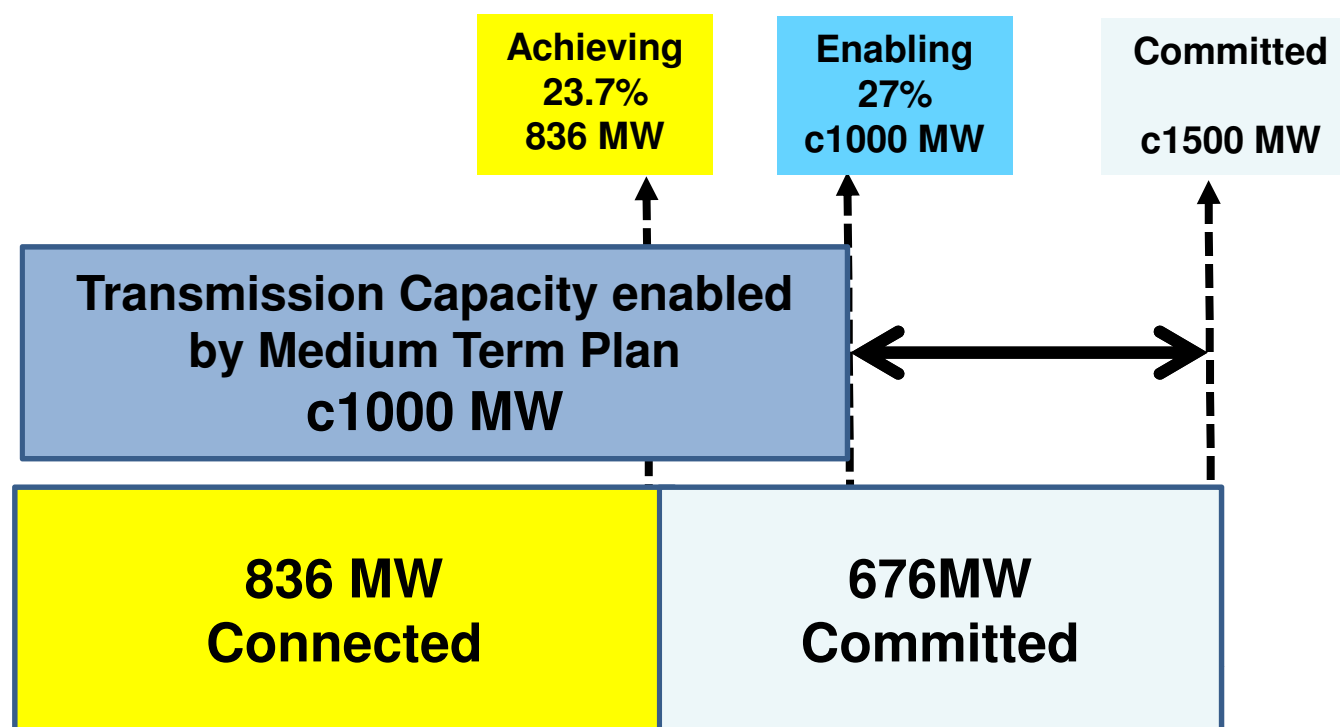 Achieving
23.7%
836 MW
Enabling
27%
c1000 MW
Committed
c1500 MW
Transmission Capacity enabled
by Medium Term Plan
c1000 MW
836 MW
Connected
676MW
Committed